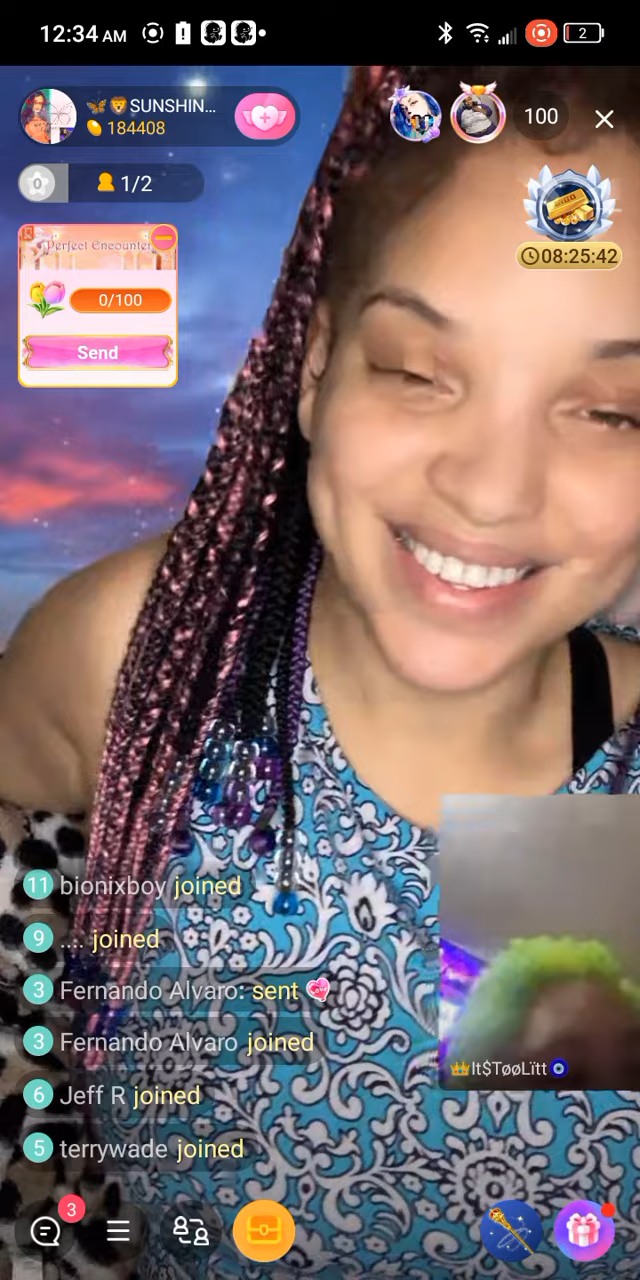 12:34 AM
2
🦋🦁SUNSHIN...
184408
100
0
1/2
Perfect Encounter
0/100
Send
08:25:42
11 bionixboy joined
9 .... joined
3 Fernando Alvaro: sent
3 Fernando Alvaro joined
6 Jeff R joined
5 terrywade joined
👑It$TøøLïtt🧿
3